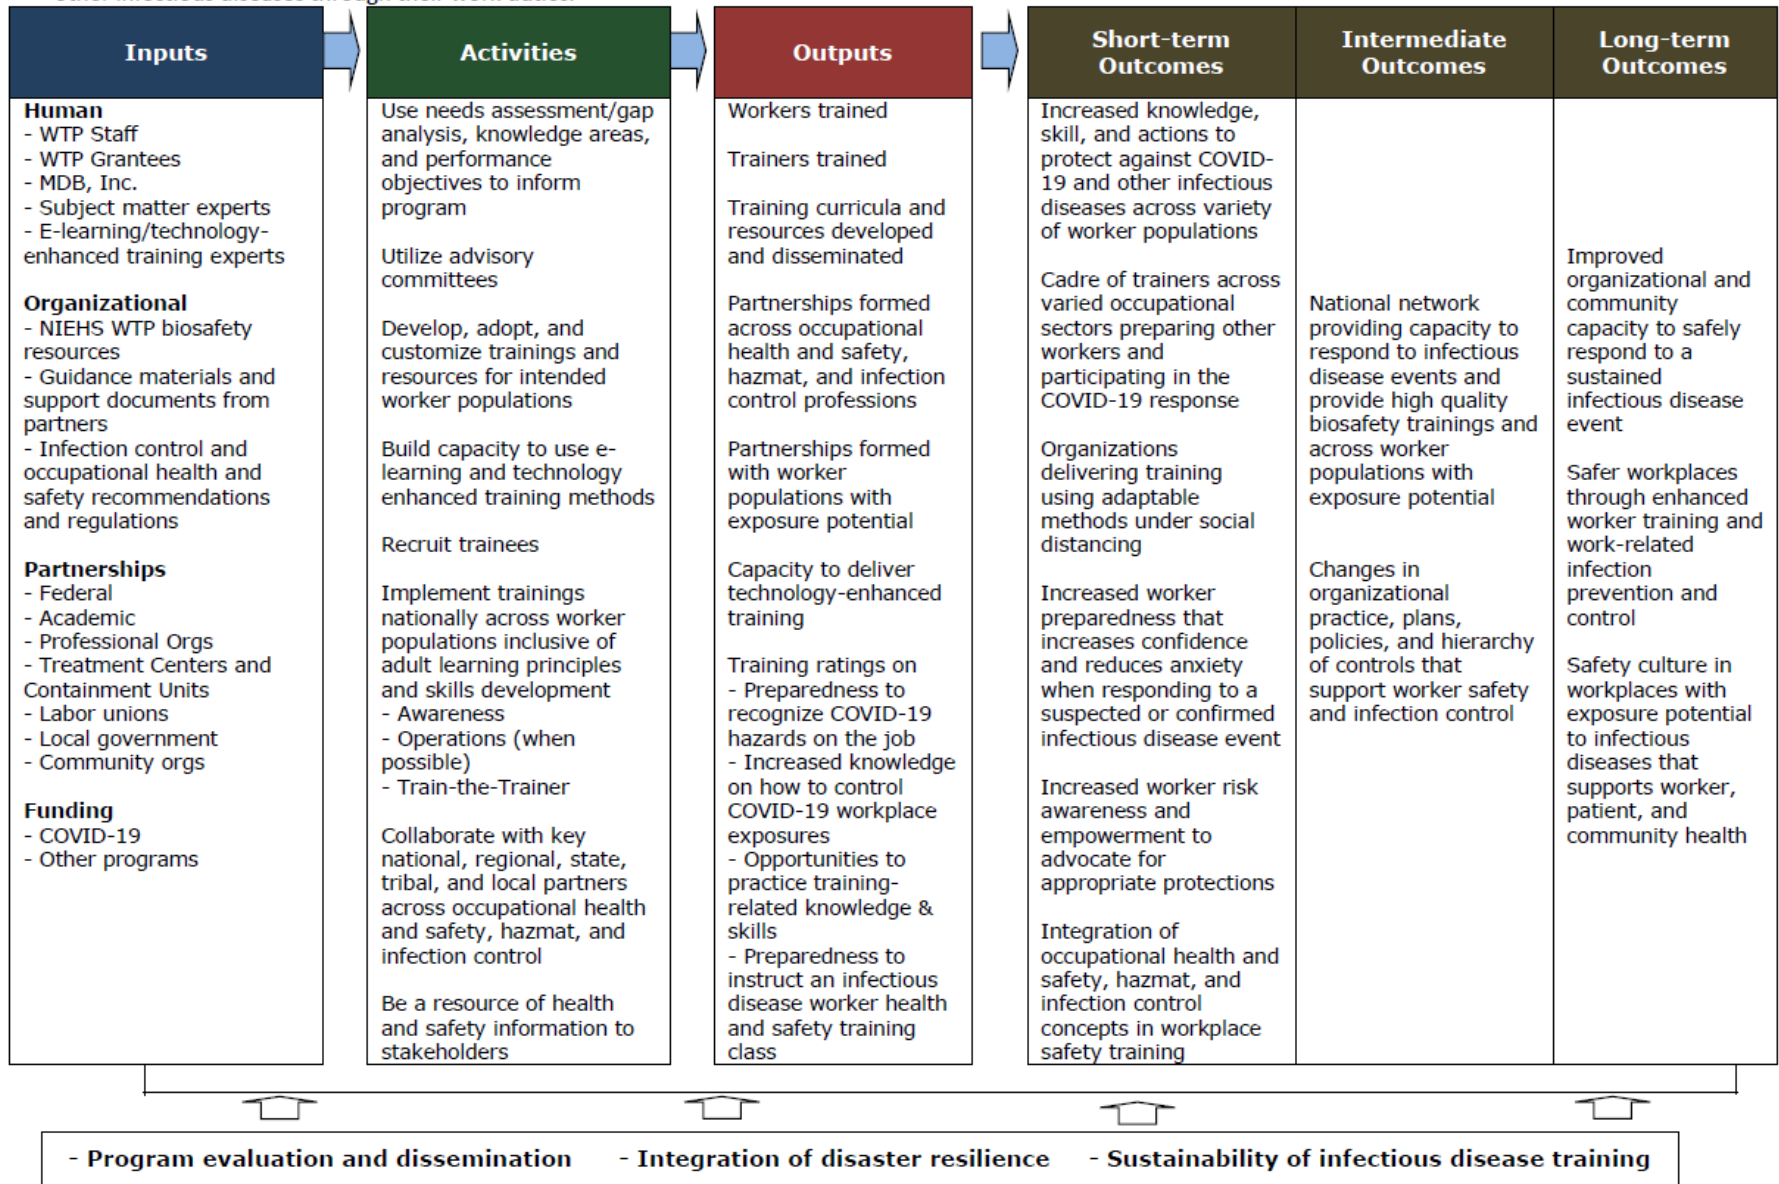 Inputs
Human
- WTP Staff
- WTP Grantees
- MDB, Inc.
- Subject matter experts
- E-learning/technology-
enhanced training experts
Organizational
- NIEHS WTP biosafety
resources
- Guidance materials and
support documents from
partners
- Infection control and
occupational health and
safety recommendations
and regulations
Partnerships
- Federal
- Academic
- Professional Orgs
- Treatment Centers and
Containment Units
- Labor unions
- Local government
- Community orgs
Funding
- COVID-19
- Other programs
Activities
Use needs assessment/gap
analysis, knowledge areas,
and performance
objectives to inform
program
Utilize advisory
committees
Develop, adopt, and
customize trainings and
resources for intended
worker populations
Build capacity to use e-
learning and technology
enhanced training methods
Recruit trainees
Implement trainings
nationally across worker
populations inclusive of
adult learning principles
and skills development
- Awareness
- Operations (when
possible)
- Train-the-Trainer
Collaborate with key
national, regional, state,
tribal, and local partners
across occupational health
and safety, hazmat, and
infection control
Be a resource of health
and safety information to
stakeholders
Outputs
Workers trained
Trainers trained
Training curricula and
resources developed
and disseminated
Partnerships formed
across occupational
health and safety,
hazmat, and infection
control professions
Partnerships formed
with worker
populations with
exposure potential
Capacity to deliver
technology-enhanced
training
Training ratings on
- Preparedness to
recognize COVID-19
hazards on the job
- Increased knowledge
on how to control
COVID-19 workplace
exposures
- Opportunities to
practice training-
related knowledge &
skills
- Preparedness to
instruct an infectious
disease worker health
and safety training
class
Short-term
Outcomes
Increased knowledge,
skill, and actions to
protect against COVID-
19 and other infectious
diseases across variety
of worker populations
Cadre of trainers across
varied occupational
sectors preparing other
workers and
participating in the
COVID-19 response
Organizations
delivering training
using adaptable
methods under social
distancing
Increased worker
preparedness that
increases confidence
and reduces anxiety
when responding to a
suspected or confirmed
infectious disease event
Increased worker risk
awareness and
empowerment to
advocate for
appropriate protections
Integration of
occupational health and
safety, hazmat, and
infection control
concepts in workplace
safety training
Intermediate
Outcomes
National network
providing capacity to
respond to infectious
disease events and
provide high quality
biosafety trainings and
across worker
populations with
exposure potential
Changes in
organizational
practice, plans,
policies, and hierarchy
of controls that
support worker safety
and infection control
Long-term
Outcomes
Improved
organizational and
community
capacity to safely
respond to a
sustained
infectious disease
event
Safer workplaces
through enhanced
worker training and
work-related
infection
prevention and
control
Safety culture in
workplaces with
exposure potential
to infectious
diseases that
supports worker,
patient, and
community health
- Program evaluation and dissemination - Integration of disaster resilience - Sustainability of infectious disease training